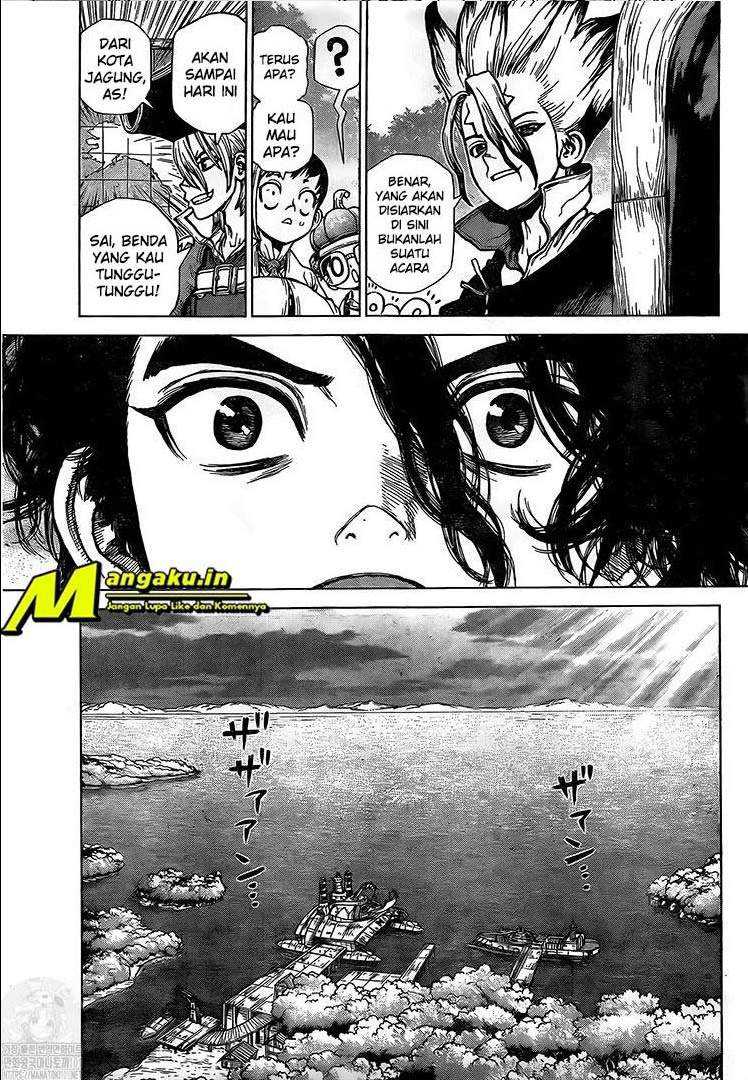 BENAR,
YANG AKAN
DISIARKAN
DI SINI
BUKANLAH
SUATU
ACARA
?
TERUS
APA?
KAU
MAU
APA?
AKAN
SAMPAI
HARI INI
DARI
KOTA
JAGUNG,
AS!
SAI, BENDA
YANG KAU
TUNGGU-
TUNGGU!
Mangaku.in
Jangan Lupa Like dan Komennya
ザザァァン…
ザァァン…